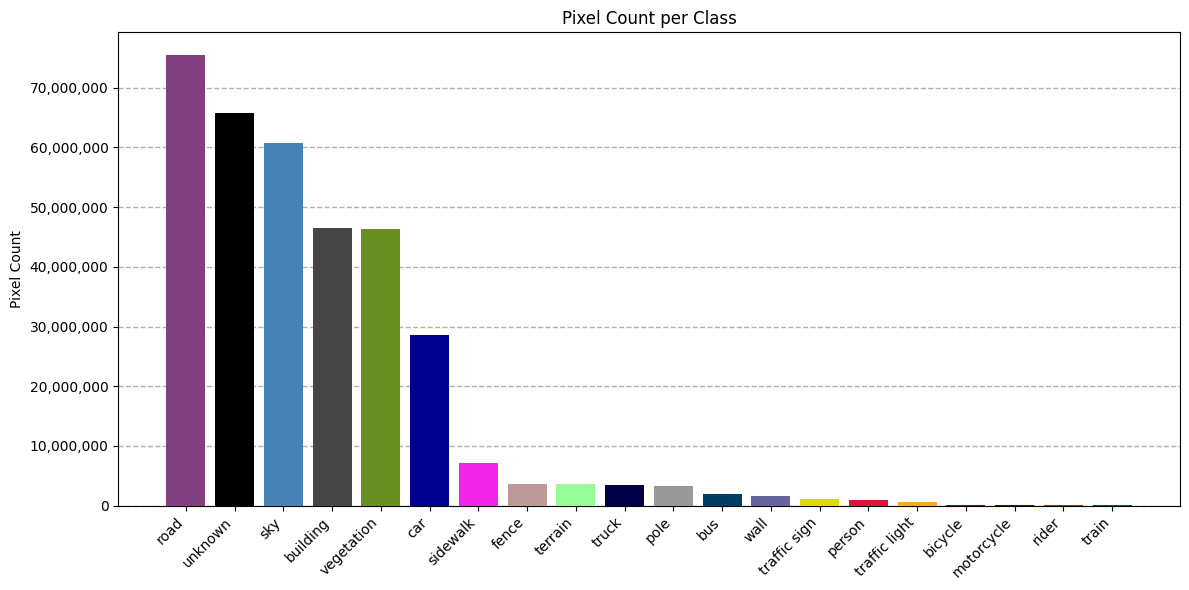 Pixel Count per Class
Pixel Count
70,000,000
60,000,000
50,000,000
40,000,000
30,000,000
20,000,000
10,000,000
0
road
unknown
sky
building
vegetation
car
sidewalk
fence
terrain
truck
pole
bus
wall
traffic sign
person
traffic light
bicycle
motorcycle
rider
train